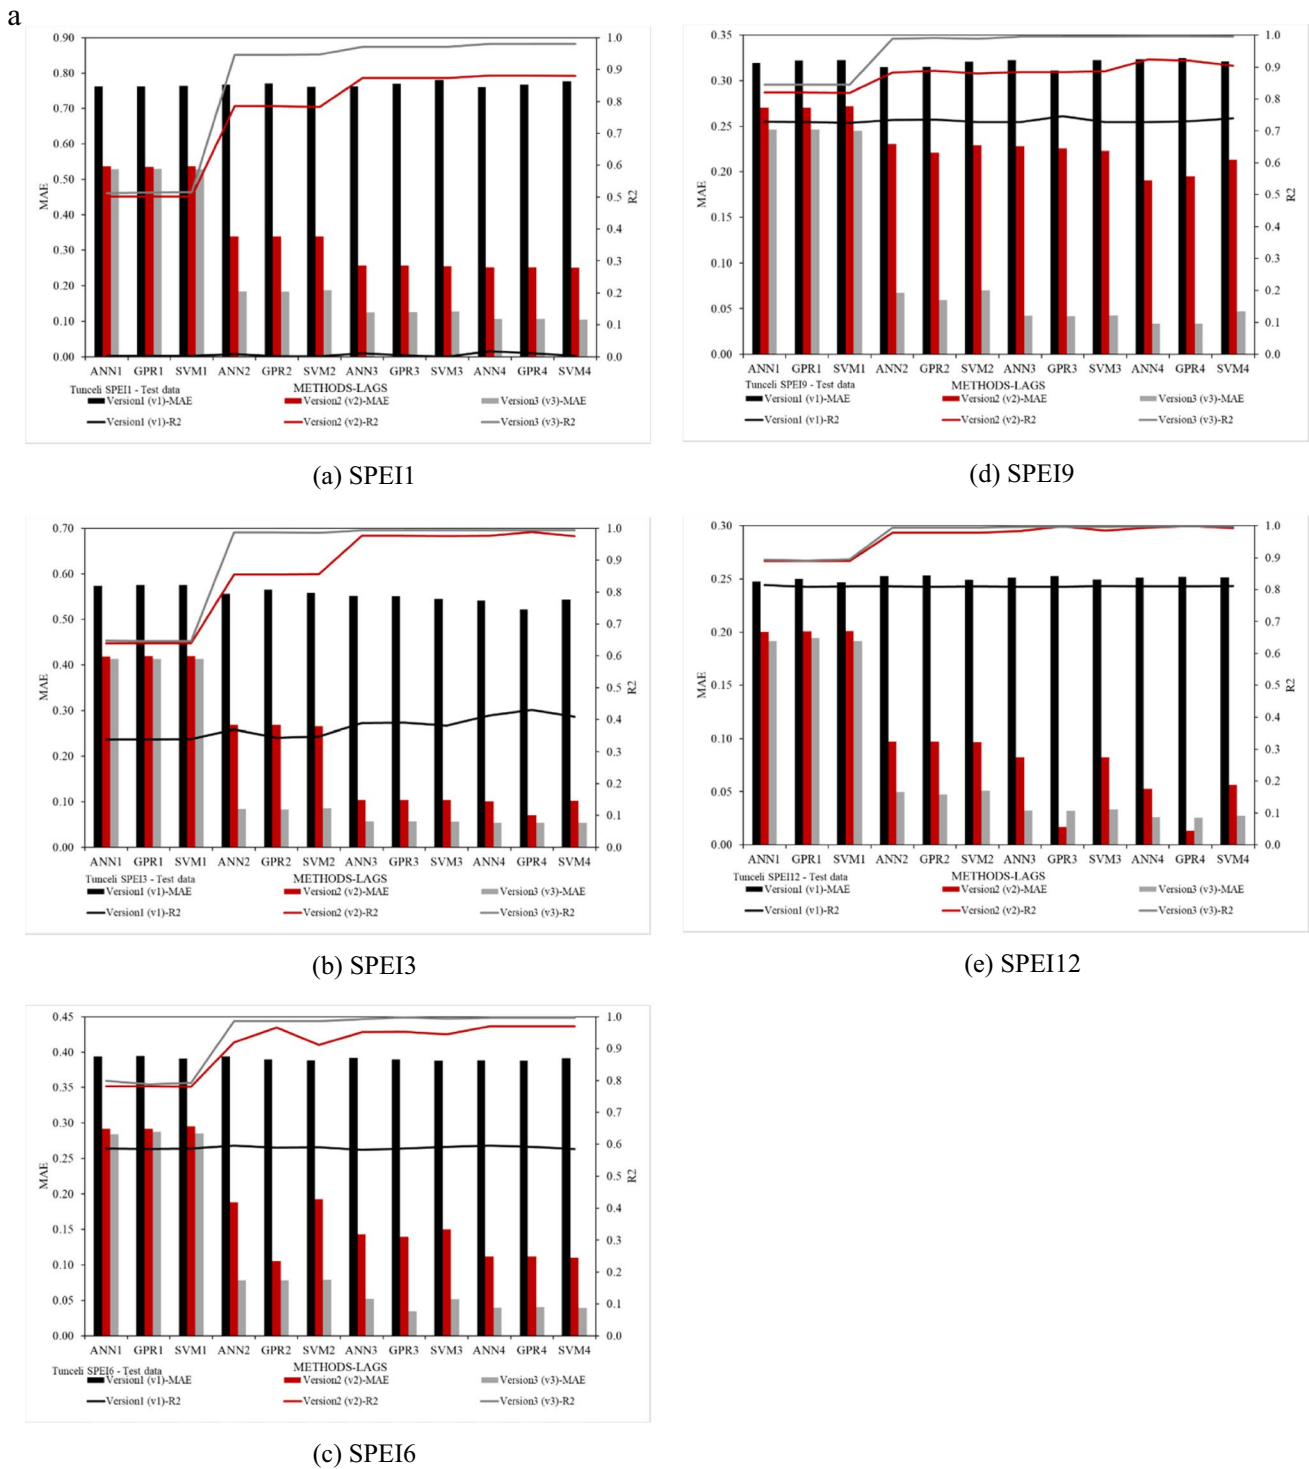 a
0.90
0.80
0.70
0.60
0.50
0.40
0.30
0.20
0.10
0.00
MAE
1.0
0.9
0.8
0.7
0.6
0.5
0.4
0.3
0.2
0.1
0.0
R2
ANN1 GPR1 SVM1 ANN2 GPR2 SVM2 ANN3 GPR3 SVM3 ANN4 GPR4 SVM4
Tunceli SPEI1 - Test data METHODS-LAGS
Version1 (v1)-MAE Version2 (v2)-MAE Version3 (v3)-MAE
Version1 (v1)-R2 Version2 (v2)-R2 Version3 (v3)-R2
(a) SPEI1
0.35
0.30
0.25
0.20
0.15
0.10
0.05
0.00
MAE
1.0
0.9
0.8
0.7
0.6
0.5
0.4
0.3
0.2
0.1
0.0
R2
ANN1 GPR1 SVM1 ANN2 GPR2 SVM2 ANN3 GPR3 SVM3 ANN4 GPR4 SVM4
Tunceli SPEI9 - Test data METHODS-LAGS
Version1 (v1)-MAE Version2 (v2)-MAE Version3 (v3)-MAE
Version1 (v1)-R2 Version2 (v2)-R2 Version3 (v3)-R2
(d) SPEI9
0.70
0.60
0.50
0.40
0.30
0.20
0.10
0.00
MAE
1.0
0.9
0.8
0.7
0.6
0.5
0.4
0.3
0.2
0.1
0.0
R2
ANN1 GPR1 SVM1 ANN2 GPR2 SVM2 ANN3 GPR3 SVM3 ANN4 GPR4 SVM4
Tunceli SPEI3 - Test data METHODS-LAGS
Version1 (v1)-MAE Version2 (v2)-MAE Version3 (v3)-MAE
Version1 (v1)-R2 Version2 (v2)-R2 Version3 (v3)-R2
(b) SPEI3
0.30
0.25
0.20
0.15
0.10
0.05
0.00
MAE
1.0
0.9
0.8
0.7
0.6
0.5
0.4
0.3
0.2
0.1
0.0
R2
ANN1 GPR1 SVM1 ANN2 GPR2 SVM2 ANN3 GPR3 SVM3 ANN4 GPR4 SVM4
Tunceli SPEI12 - Test data METHODS-LAGS
Version1 (v1)-MAE Version2 (v2)-MAE Version3 (v3)-MAE
Version1 (v1)-R2 Version2 (v2)-R2 Version3 (v3)-R2
(e) SPEI12
0.45
0.40
0.35
0.30
0.25
0.20
0.15
0.10
0.05
0.00
MAE
1.0
0.9
0.8
0.7
0.6
0.5
0.4
0.3
0.2
0.1
0.0
R2
ANN1 GPR1 SVM1 ANN2 GPR2 SVM2 ANN3 GPR3 SVM3 ANN4 GPR4 SVM4
Tunceli SPEI6 - Test data METHODS-LAGS
Version1 (v1)-MAE Version2 (v2)-MAE Version3 (v3)-MAE
Version1 (v1)-R2 Version2 (v2)-R2 Version3 (v3)-R2
(c) SPEI6